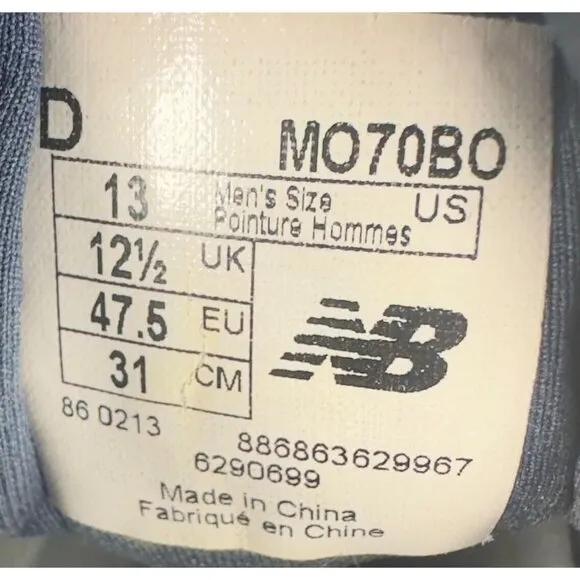 D MO70BO
13 Men's Size US
Pointure Hommes
12½ UK
47.5 EU
31 CM
NB
86 0213
886863629967
6290699
Made in China
Fabriqué en Chine